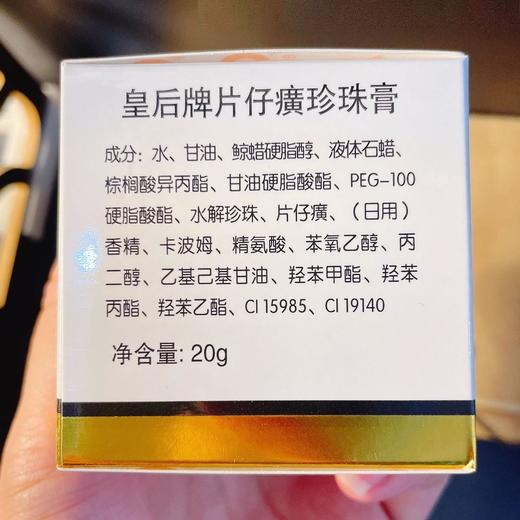 皇后牌片仔癀珍珠膏
成分：水、甘油、鲸蜡硬脂醇、液体石蜡、
棕榈酸异丙酯、甘油硬脂酸酯、PEG-100
硬脂酸酯、水解珍珠、片仔癀、（日用）
香精、卡波姆、精氨酸、苯氧乙醇、丙
二醇、乙基己基甘油、羟苯甲酯、羟苯
丙酯、羟苯乙酯、CI 15985、CI 19140
净含量: 20g